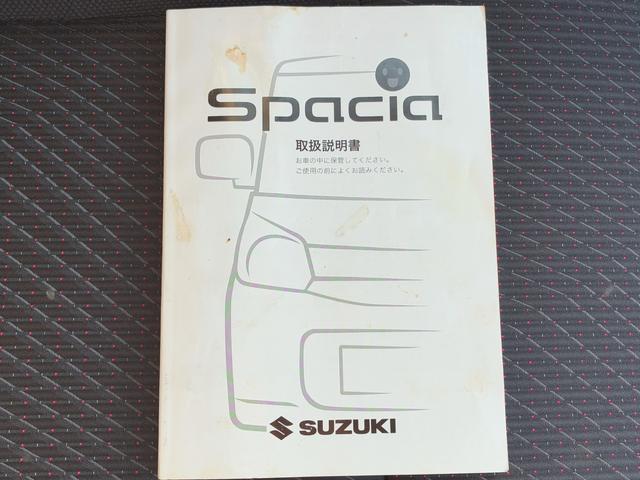 Spacia
取扱説明書
お車の中に保管してください。
ご使用の前によくお読みください。
SUZUKI